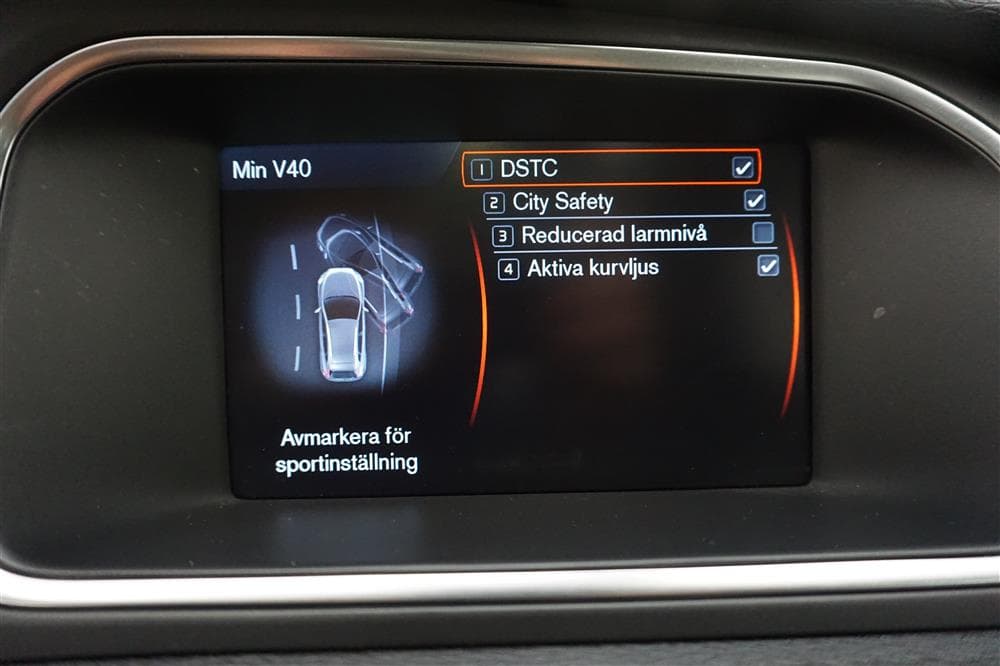 Min V40
1 DSTC
2 City Safety
3 Reducerad larmnivå
4 Aktiva kurvljus
Avmarkera för
sportinställning